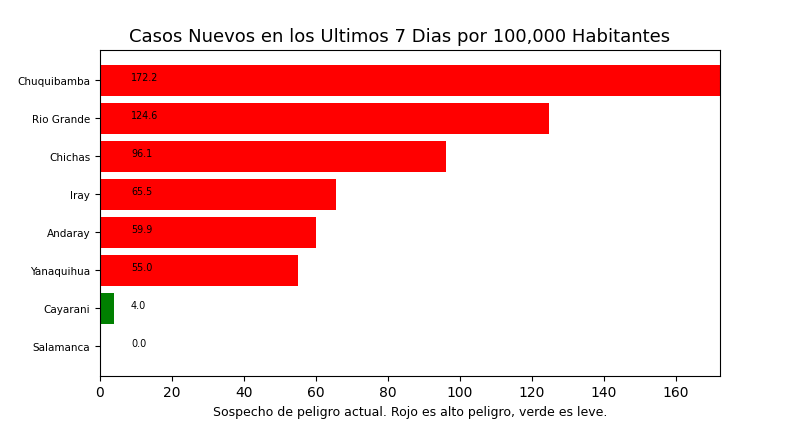 Casos Nuevos en los Ultimos 7 Dias por 100,000 Habitantes
Chuquibamba 172.2
Rio Grande 124.6
Chichas 96.1
Iray 65.5
Andaray 59.9
Yanaquihua 55.0
Cayarani 4.0
Salamanca 0.0
0 20 40 60 80 100 120 140 160
Sospecho de peligro actual. Rojo es alto peligro, verde es leve.